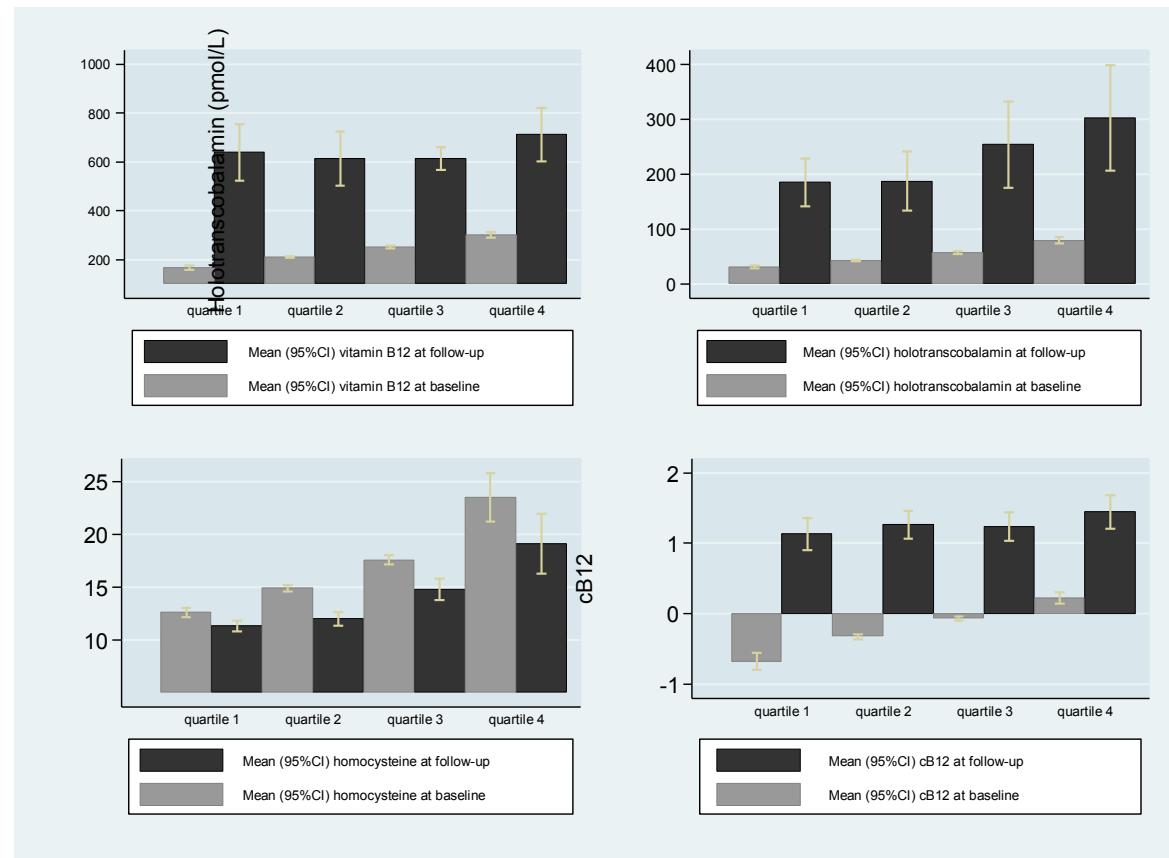 Holotranscobalamin (pmol/L)
1000
800
600
400
200
quartile 1 quartile 2 quartile 3 quartile 4
Mean (95%CI) vitamin B12 at follow-up
Mean (95%CI) vitamin B12 at baseline
400
300
200
100
0
quartile 1 quartile 2 quartile 3 quartile 4
Mean (95%CI) holotranscobalamin at follow-up
Mean (95%CI) holotranscobalamin at baseline
25
20
15
10
quartile 1 quartile 2 quartile 3 quartile 4
Mean (95%CI) homocysteine at follow-up
Mean (95%CI) homocysteine at baseline
cB12
2
1
0
-1
quartile 1 quartile 2 quartile 3 quartile 4
Mean (95%CI) cB12 at follow-up
Mean (95%CI) cB12 at baseline